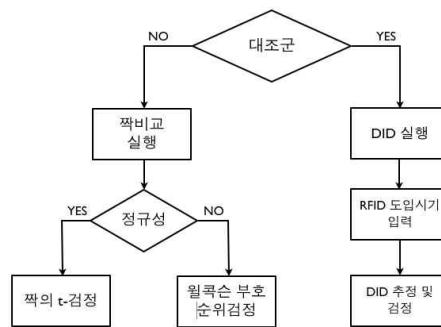 대조군
NO
YES
짝비교
실행
DID 실행
정규성
YES
NO
RFID 도입시기
입력
짝의 t-검정
윌콕슨 부호
순위검정
DID 추정 및
검정